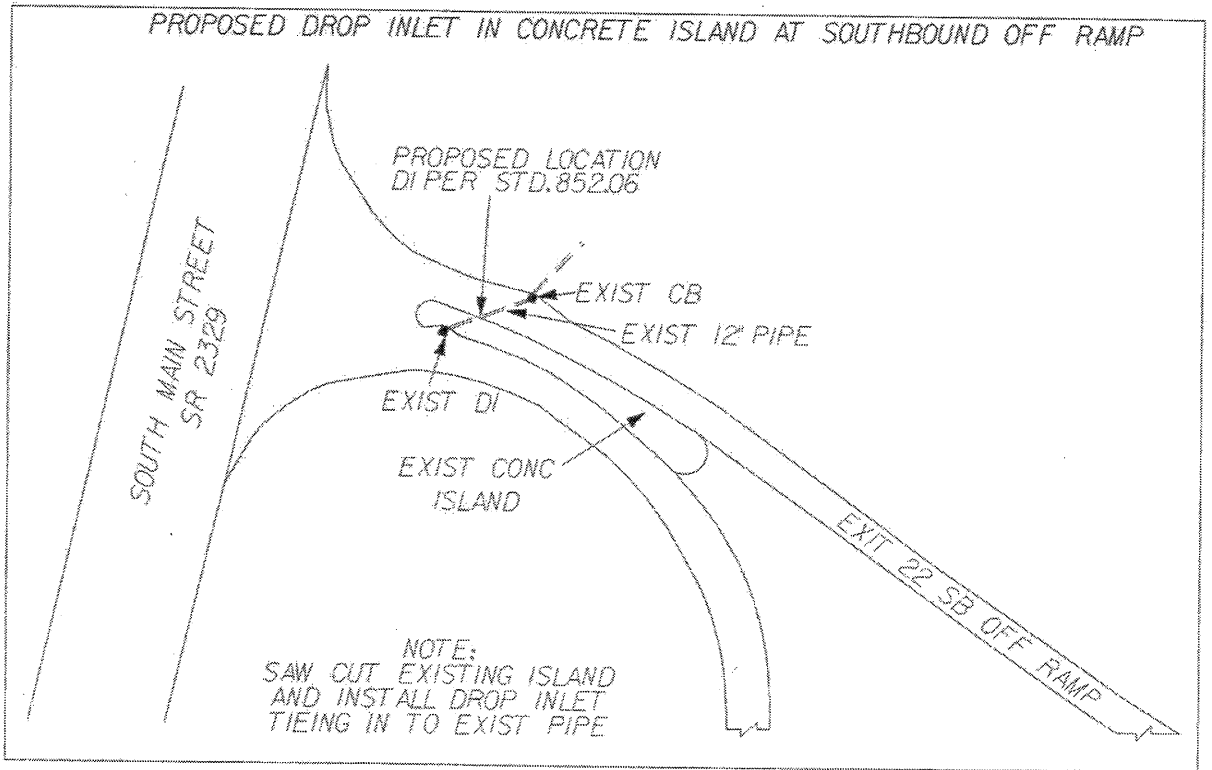 PROPOSED DROP INLET IN CONCRETE ISLAND AT SOUTHBOUND OFF RAMP
PROPOSED LOCATION
DI PER STD.852.06
SOUTH MAIN STREET
SR 2329
EXIST CB
EXIST 12" PIPE
EXIST DI
EXIST CONC
ISLAND
EXIT 22 SB OFF RAMP
NOTE:
SAW CUT EXISTING ISLAND
AND INSTALL DROP INLET
TIEING IN TO EXIST PIPE